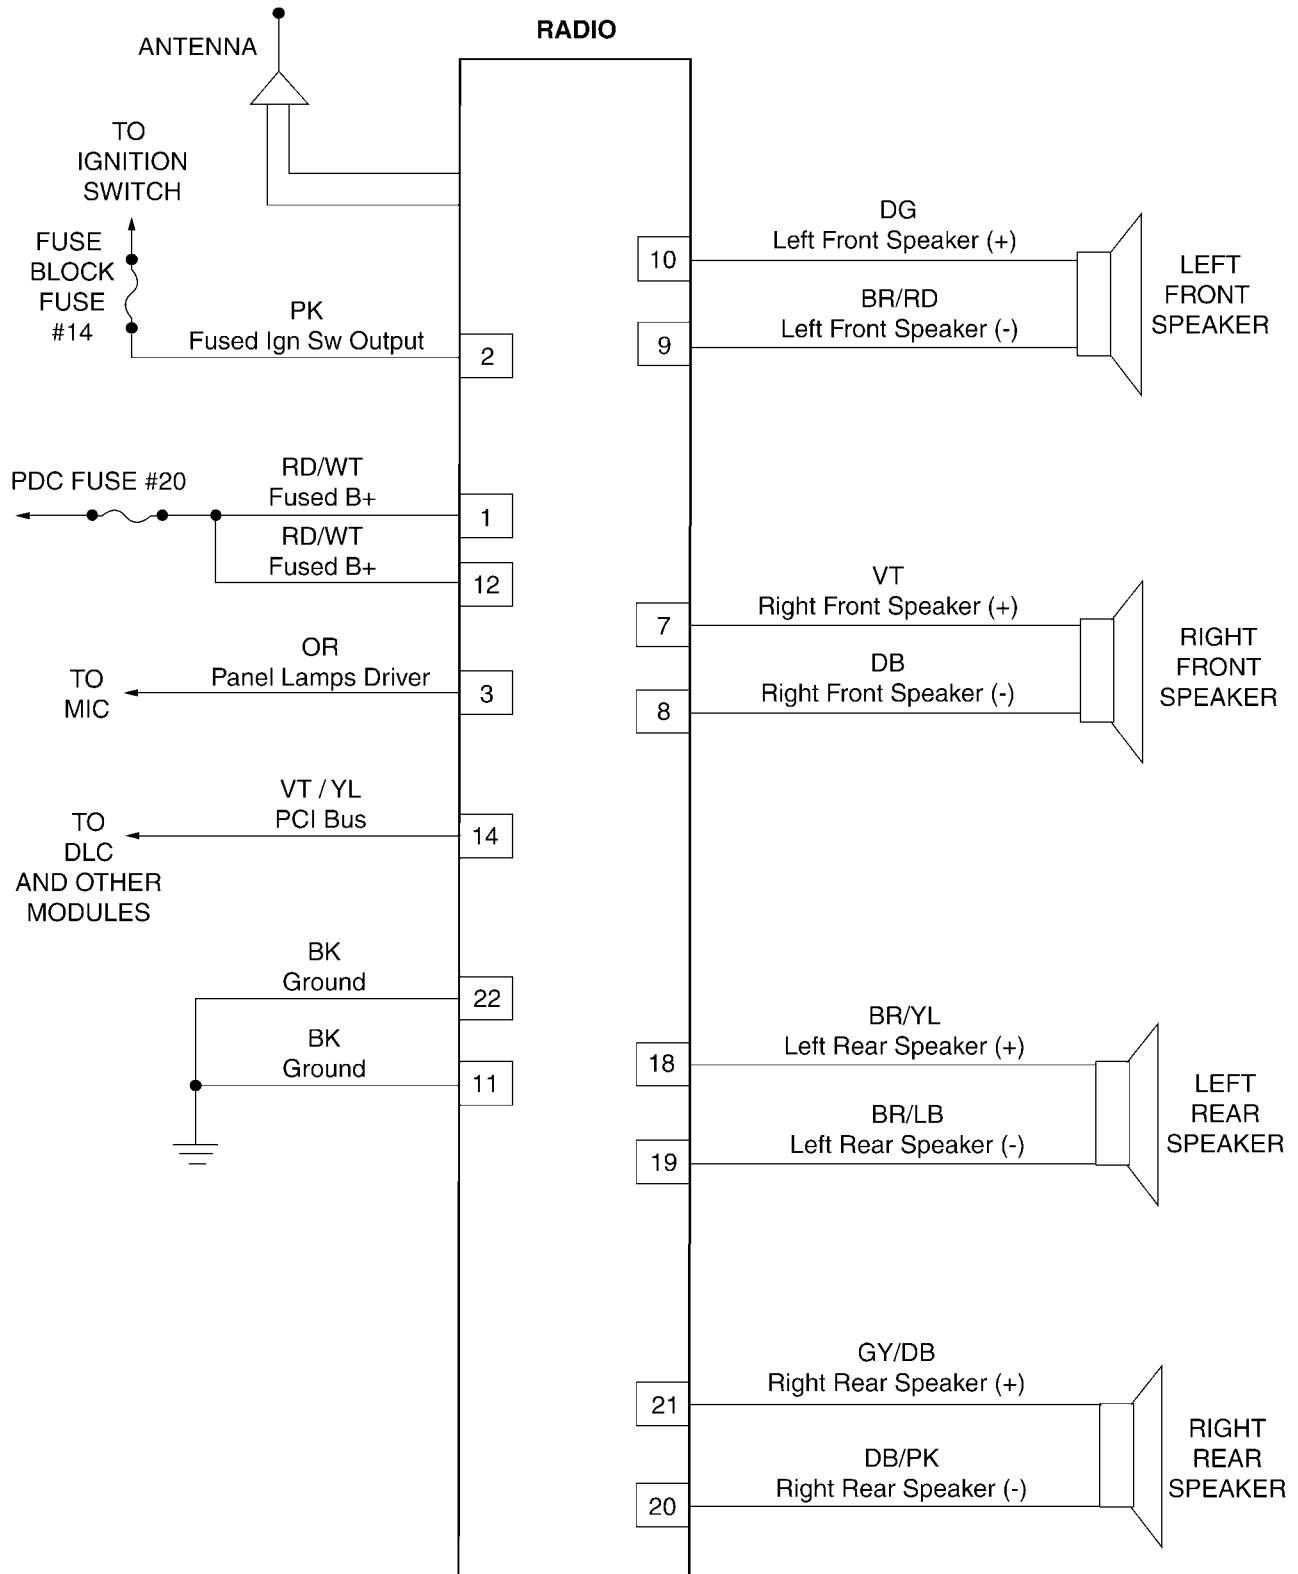 RADIO
ANTENNA
TO
IGNITION
SWITCH
FUSE
BLOCK
FUSE
#14
PK
Fused Ign Sw Output
2
PDC FUSE #20
RD/WT
Fused B+
1
RD/WT
Fused B+
12
TO
MIC
OR
Panel Lamps Driver
3
TO
DLC
AND OTHER
MODULES
VT / YL
PCI Bus
14
BK
Ground
22
BK
Ground
11
10
DG
Left Front Speaker (+)
9
BR/RD
Left Front Speaker (-)
LEFT
FRONT
SPEAKER
7
VT
Right Front Speaker (+)
8
DB
Right Front Speaker (-)
RIGHT
FRONT
SPEAKER
18
BR/YL
Left Rear Speaker (+)
19
BR/LB
Left Rear Speaker (-)
LEFT
REAR
SPEAKER
21
GY/DB
Right Rear Speaker (+)
20
DB/PK
Right Rear Speaker (-)
RIGHT
REAR
SPEAKER